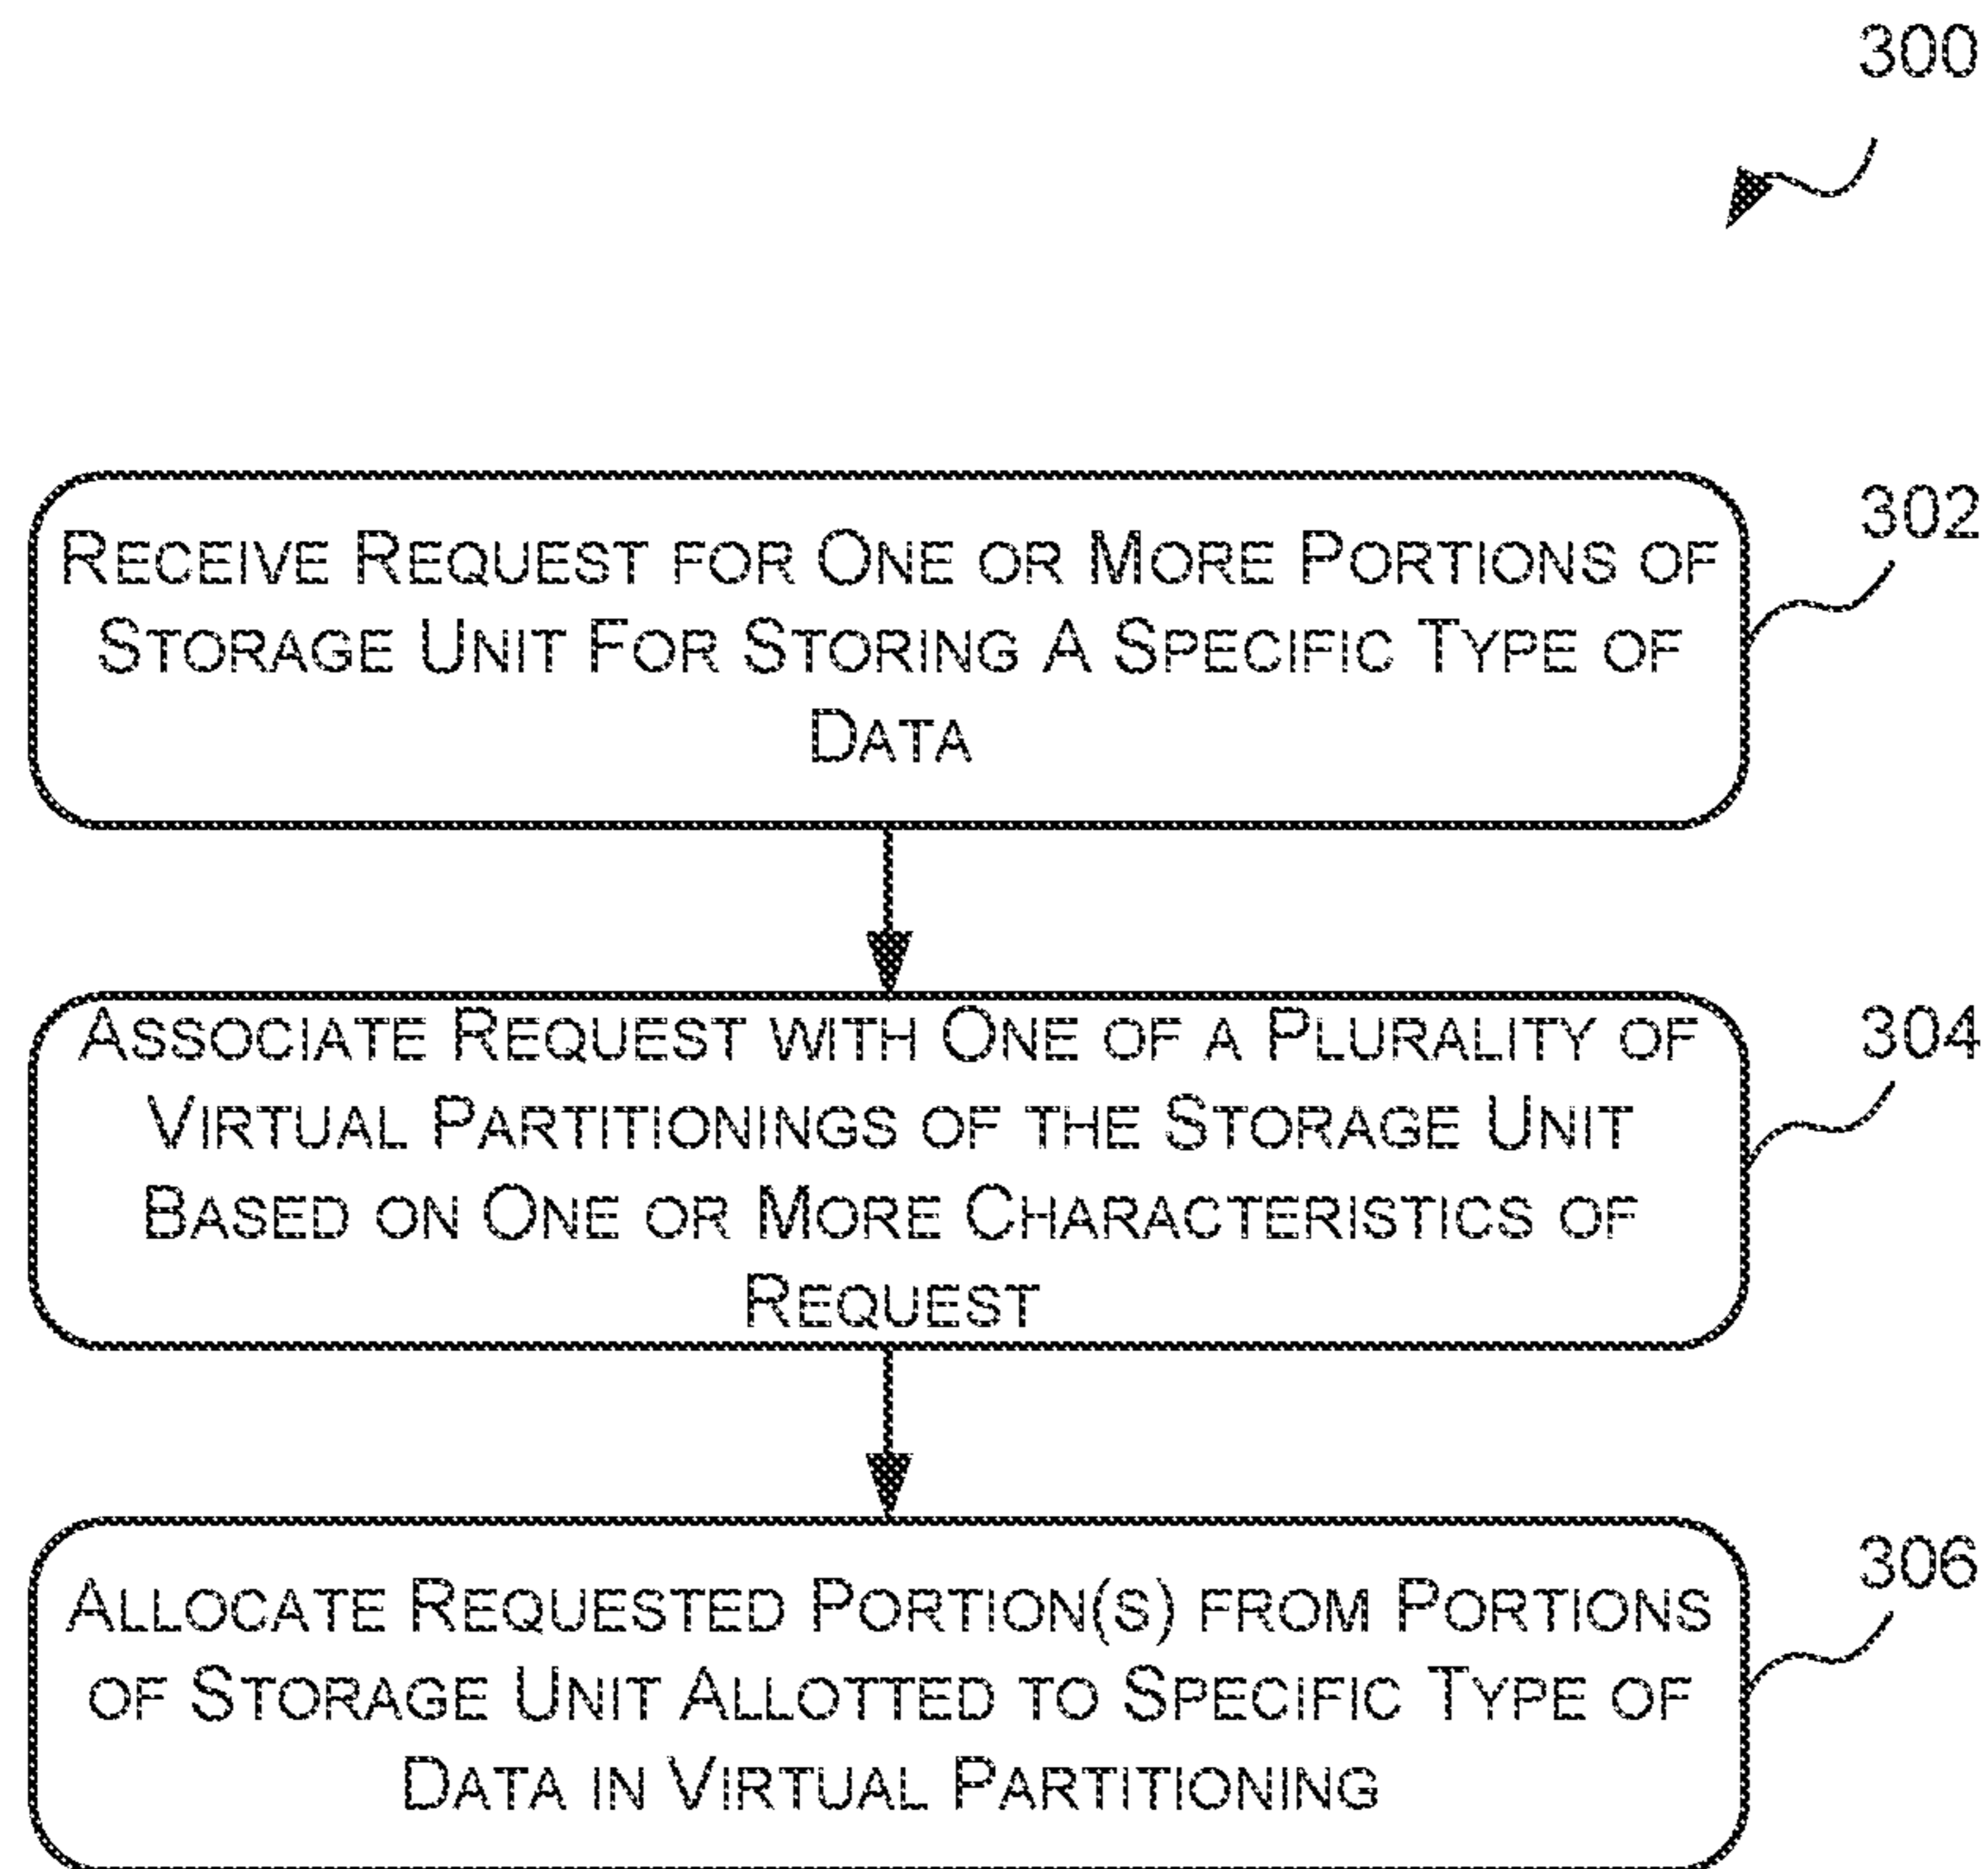 300
RECEIVE REQUEST FOR ONE OR MORE PORTIONS OF
STORAGE UNIT FOR STORING A SPECIFIC TYPE OF
DATA
302
ASSOCIATE REQUEST WITH ONE OF A PLURALITY OF
VIRTUAL PARTITIONINGS OF THE STORAGE UNIT
BASED ON ONE OR MORE CHARACTERISTICS OF
REQUEST
304
ALLOCATE REQUESTED PORTION(S) FROM PORTIONS
OF STORAGE UNIT ALLOTTED TO SPECIFIC TYPE OF
DATA IN VIRTUAL PARTITIONING
306